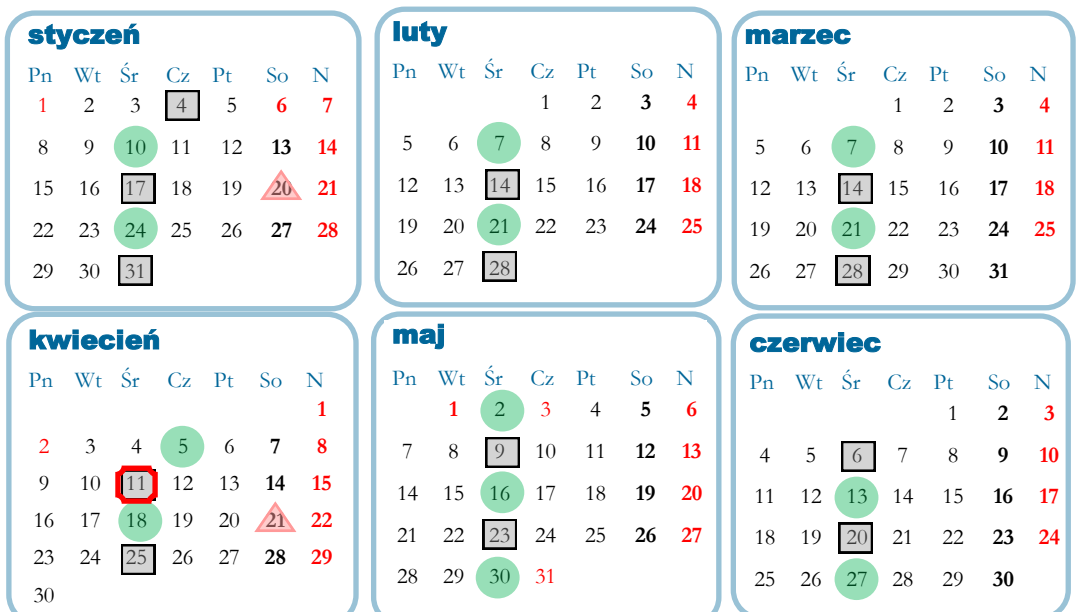 styczeń
Pn Wt Śr Cz Pt So N
1 2 3 4 5 6 7
8 9 10 11 12 13 14
15 16 17 18 19 20 21
22 23 24 25 26 27 28
29 30 31
luty
Pn Wt Śr Cz Pt So N
1 2 3 4
5 6 7 8 9 10 11
12 13 14 15 16 17 18
19 20 21 22 23 24 25
26 27 28
marzec
Pn Wt Śr Cz Pt So N
1 2 3 4
5 6 7 8 9 10 11
12 13 14 15 16 17 18
19 20 21 22 23 24 25
26 27 28 29 30 31
kwiecień
Pn Wt Śr Cz Pt So N
1
2 3 4 5 6 7 8
9 10 11 12 13 14 15
16 17 18 19 20 21 22
23 24 25 26 27 28 29
30
maj
Pn Wt Śr Cz Pt So N
1 2 3 4 5 6
7 8 9 10 11 12 13
14 15 16 17 18 19 20
21 22 23 24 25 26 27
28 29 30 31
czerwiec
Pn Wt Śr Cz Pt So N
1 2 3
4 5 6 7 8 9 10
11 12 13 14 15 16 17
18 19 20 21 22 23 24
25 26 27 28 29 30